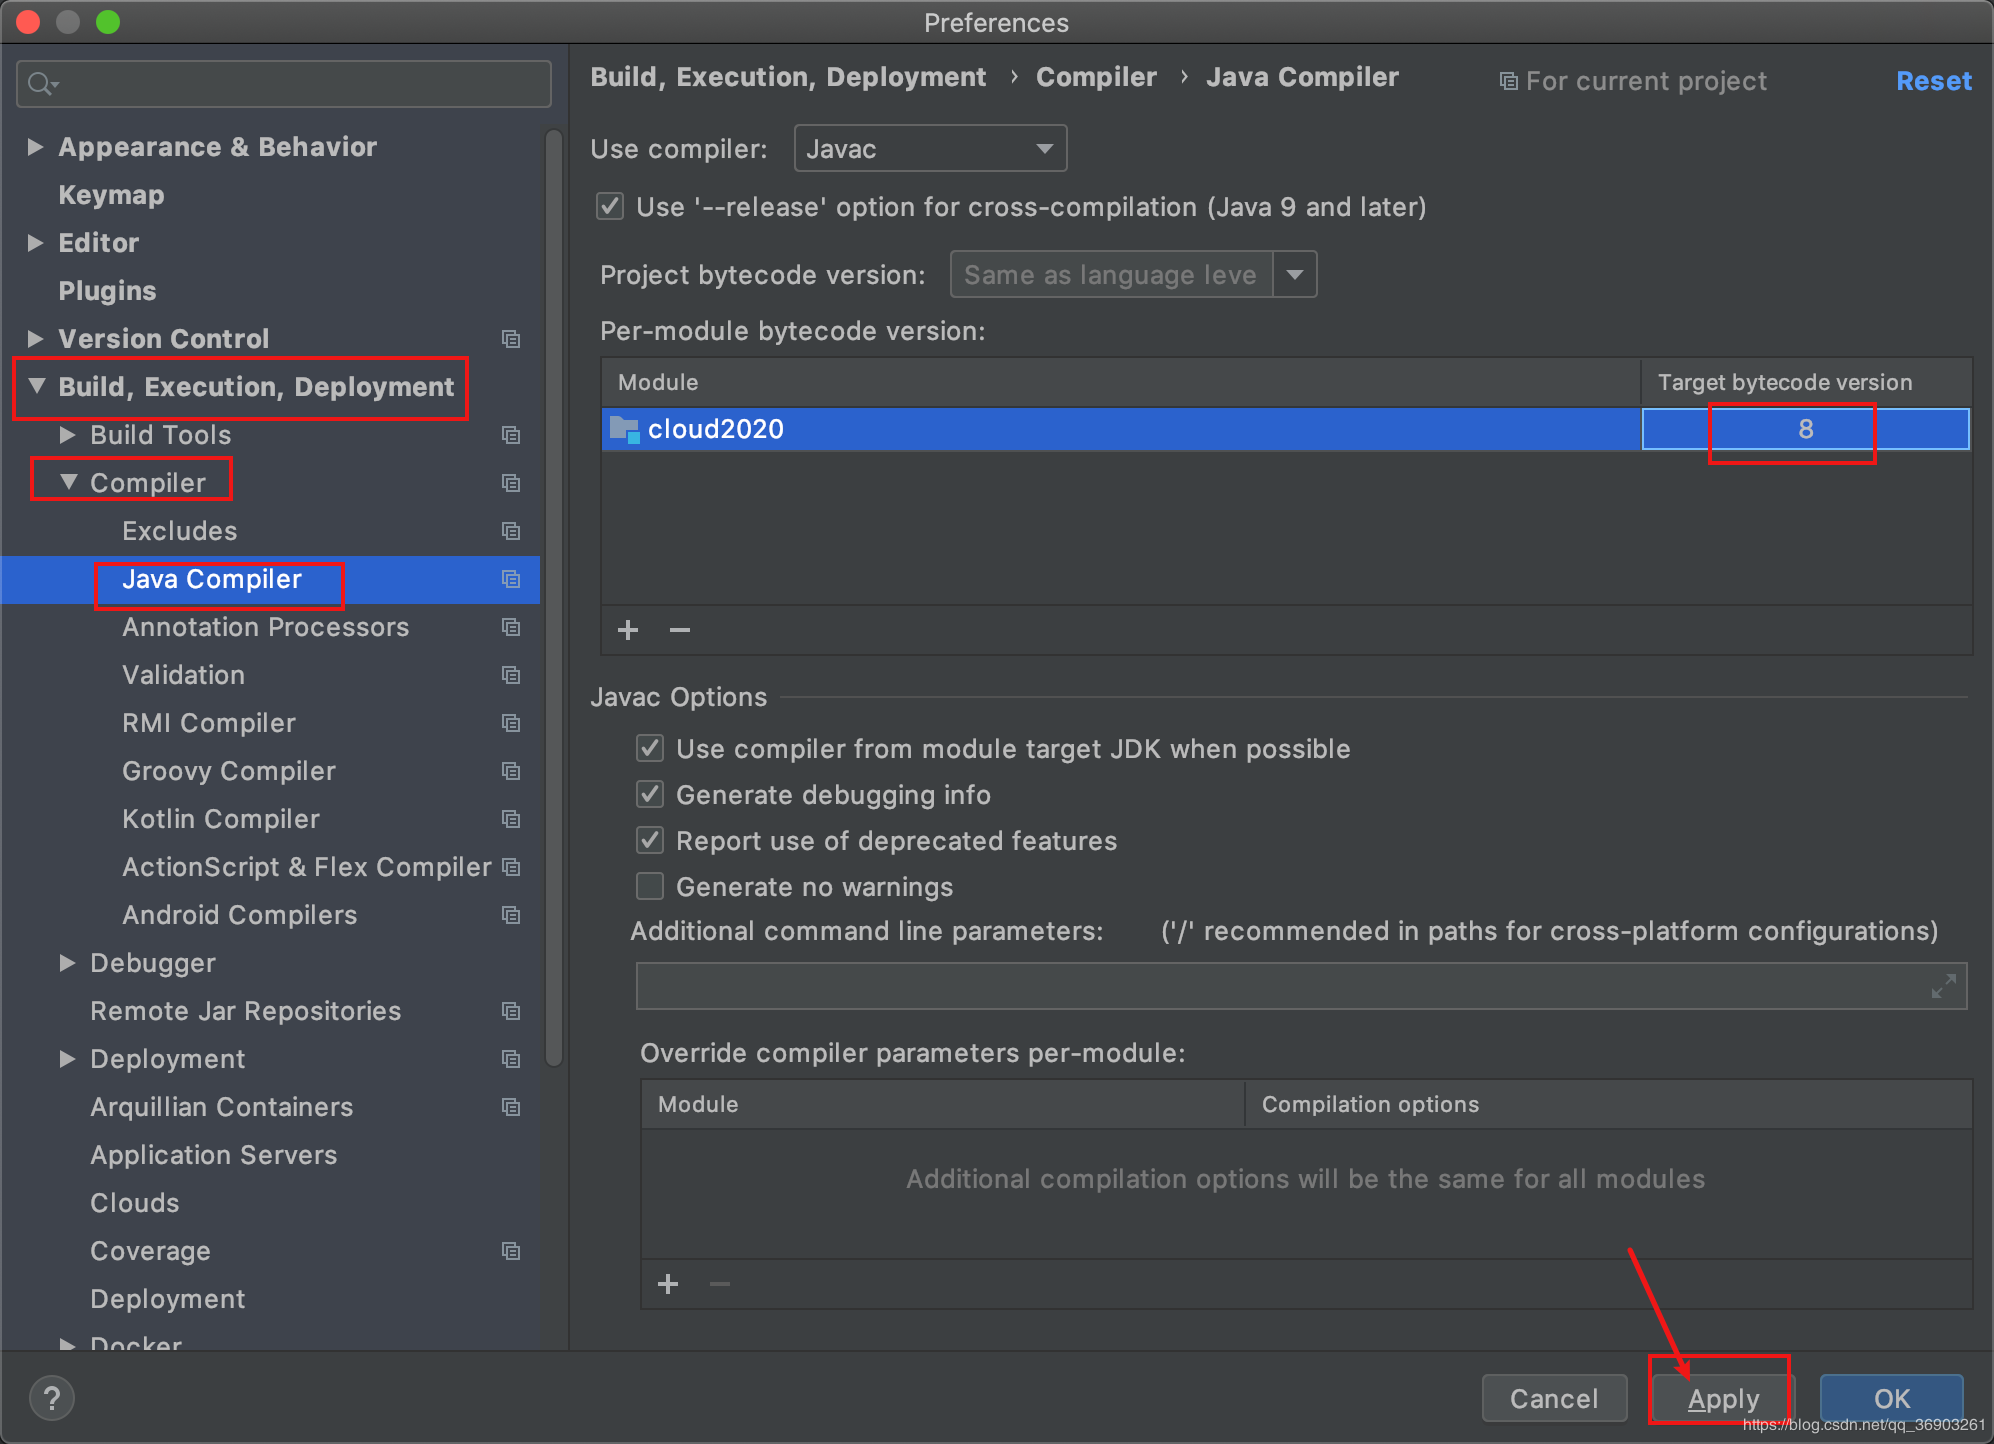 Preferences
Build, Execution, Deployment › Compiler › Java Compiler
For current project
Reset
Appearance & Behavior
Keymap
Editor
Plugins
Version Control
Build, Execution, Deployment
Build Tools
Compiler
Excludes
Java Compiler
Annotation Processors
Validation
RMI Compiler
Groovy Compiler
Kotlin Compiler
ActionScript & Flex Compiler
Android Compilers
Debugger
Remote Jar Repositories
Deployment
Arquillian Containers
Application Servers
Clouds
Coverage
Deployment
Docker
Use compiler: Javac
Use '--release' option for cross-compilation (Java 9 and later)
Project bytecode version: Same as language leve
Per-module bytecode version:
Module Target bytecode version
cloud2020 8
+ −
Javac Options
Use compiler from module target JDK when possible
Generate debugging info
Report use of deprecated features
Generate no warnings
Additional command line parameters: ('/' recommended in paths for cross-platform configurations)
Override compiler parameters per-module:
Module Compilation options
Additional compilation options will be the same for all modules
+ −
? Cancel Apply OK
https://blog.csdn.net/qq_36903261